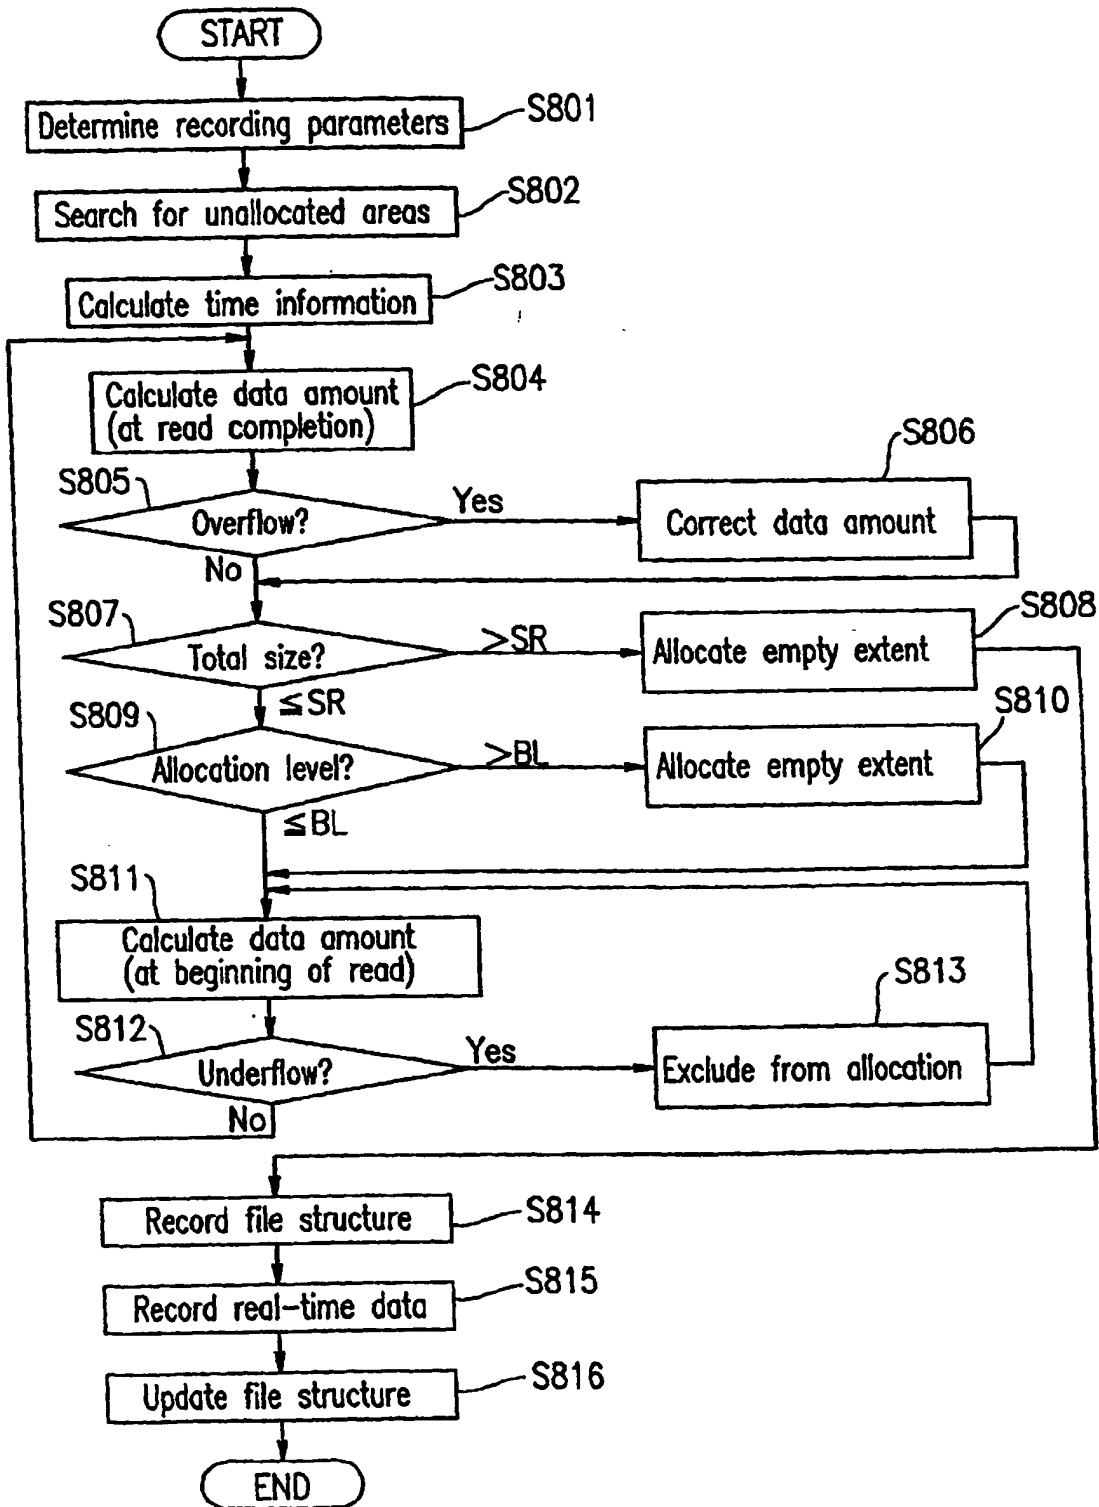 START
Determine recording parameters
S801
Search for unallocated areas
S802
Calculate time information
S803
Calculate data amount
(at read completion)
S804
S805
Overflow?
Yes
No
S806
Correct data amount
S807
Total size?
>SR
≦SR
S808
Allocate empty extent
S809
Allocation level?
>BL
≦BL
S810
Allocate empty extent
S811
Calculate data amount
(at beginning of read)
S812
Underflow?
Yes
No
S813
Exclude from allocation
Record file structure
S814
Record real-time data
S815
Update file structure
S816
END